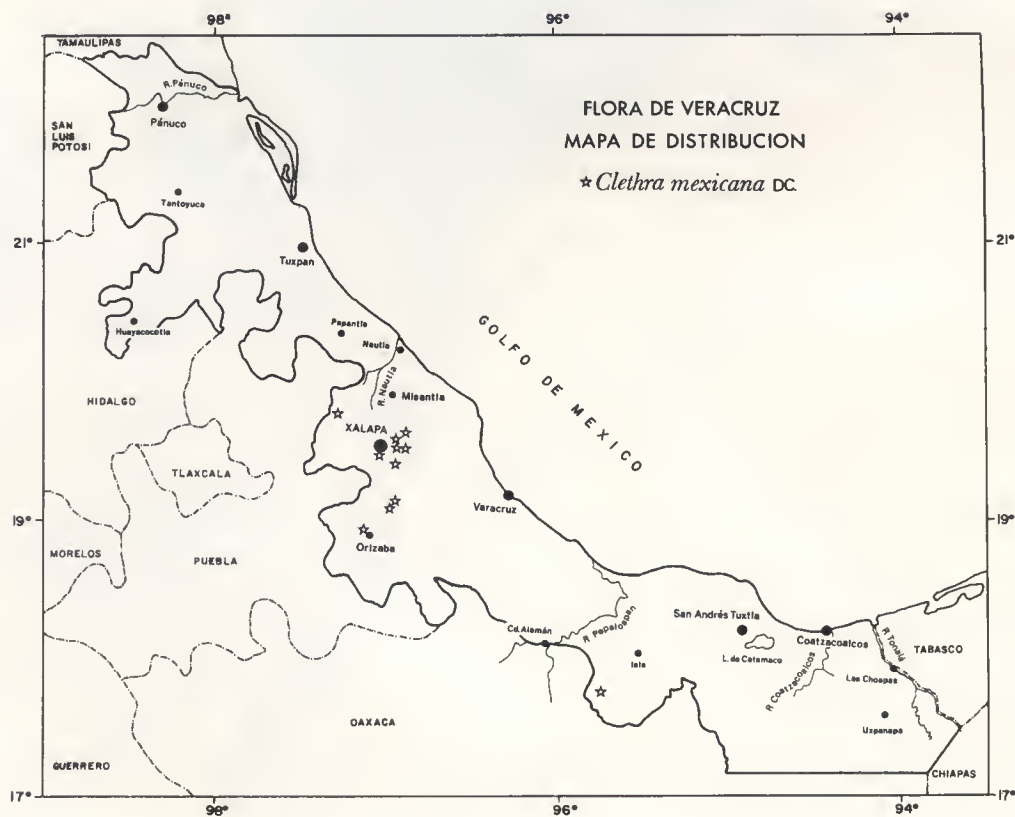 98° 96° 94°
TAMAULIPAS
R. Pánuco
Pánuco
SAN
LUIS
POTOSI
FLORA DE VERACRUZ
MAPA DE DISTRIBUCION
☆ Clethra mexicana DC.
Tantoyuca
21° 21°
Tuxpan
Huayacocotla
Papantla
Nautla
GOLFO DE MEXICO
R. Nautla
Misantla
HIDALGO
XALAPA
TLAXCALA
Varacruz
19° 19°
MORELOS
PUEBLA
Orizaba
San Andrés Tuxtla
Cd. Alemán
R. Papaloapan
Coatzacoalcos
R. Tonalá
TABASCO
Isla
L. de Catemaco
R. Coatzacoalcos
Las Choapas
OAXACA
Uxpanapa
GUERRERO
CHIAPAS
17° 17°
98° 96° 94°